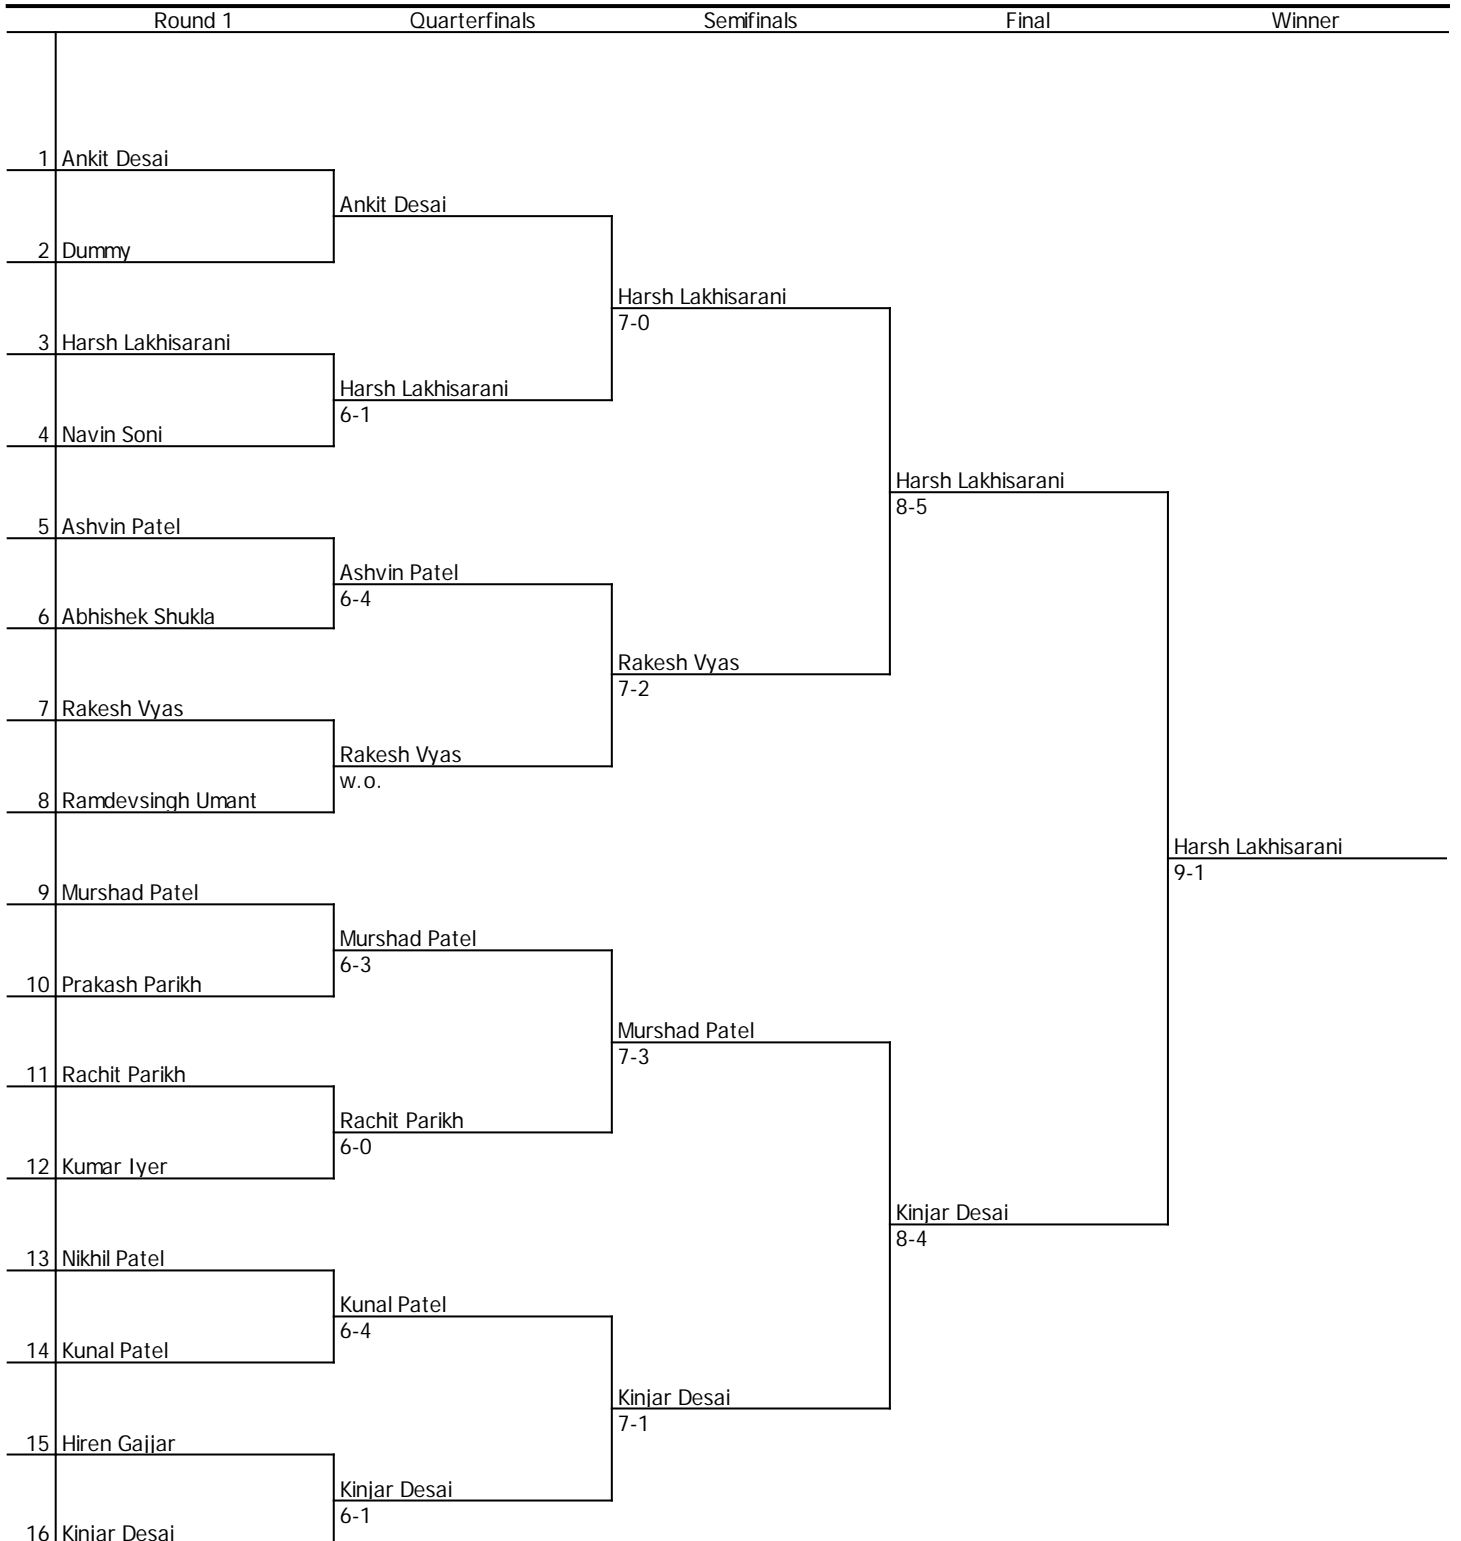 Round 1 Quarterfinals Semifinals Final Winner
1 Ankit Desai
Ankit Desai
2 Dummy
Harsh Lakhisarani
7-0
3 Harsh Lakhisarani
Harsh Lakhisarani
6-1
4 Navin Soni
Harsh Lakhisarani
8-5
5 Ashvin Patel
Ashvin Patel
6-4
6 Abhishek Shukla
Rakesh Vyas
7-2
7 Rakesh Vyas
Rakesh Vyas
w.o.
8 Ramdevsingh Umant
Harsh Lakhisarani
9-1
9 Murshad Patel
Murshad Patel
6-3
10 Prakash Parikh
Murshad Patel
7-3
11 Rachit Parikh
Rachit Parikh
6-0
12 Kumar Iyer
Kinjar Desai
8-4
13 Nikhil Patel
Kunal Patel
6-4
14 Kunal Patel
Kinjar Desai
7-1
15 Hiren Gajjar
Kinjar Desai
6-1
16 Kinjar Desai